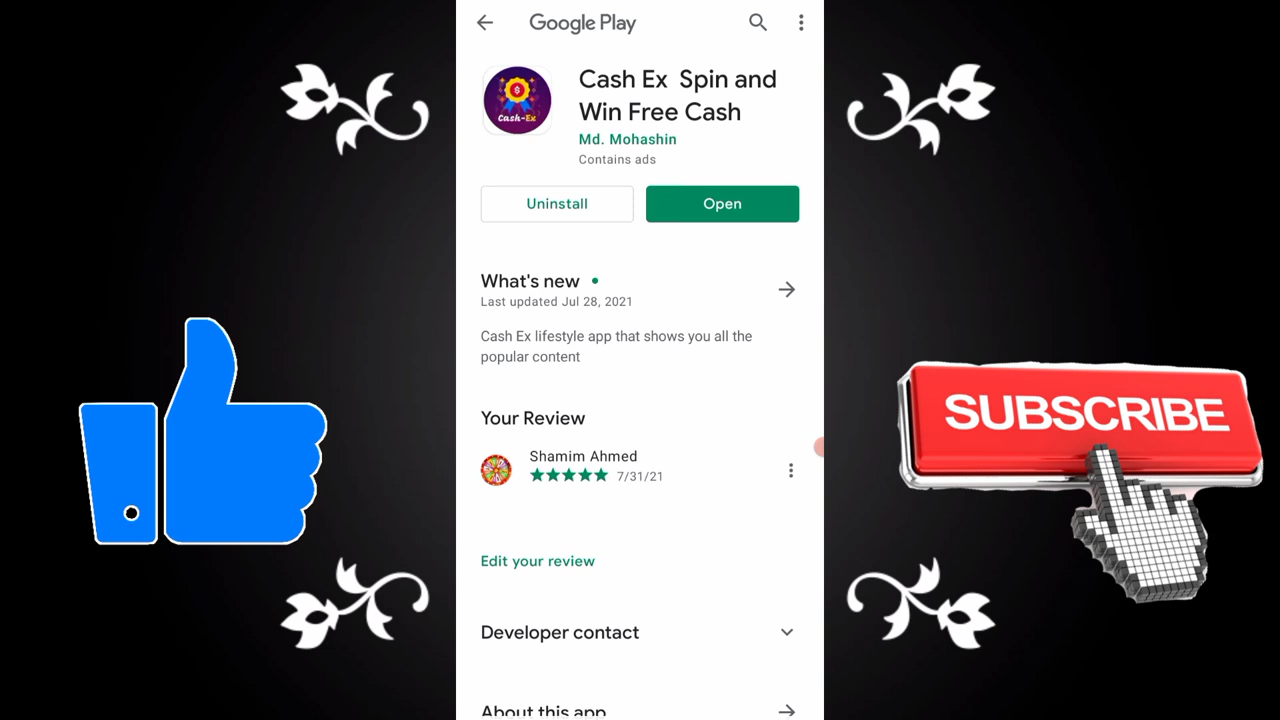 Google Play
Cash Ex Spin and
Win Free Cash
Md. Mohashin
Contains ads
$
Cash-Ex
Uninstall
Open
What's new
Last updated Jul 28, 2021
Cash Ex lifestyle app that shows you all the
popular content
Your Review
Shamim Ahmed
7/31/21
Edit your review
Developer contact
About this app
SUBSCRIBE